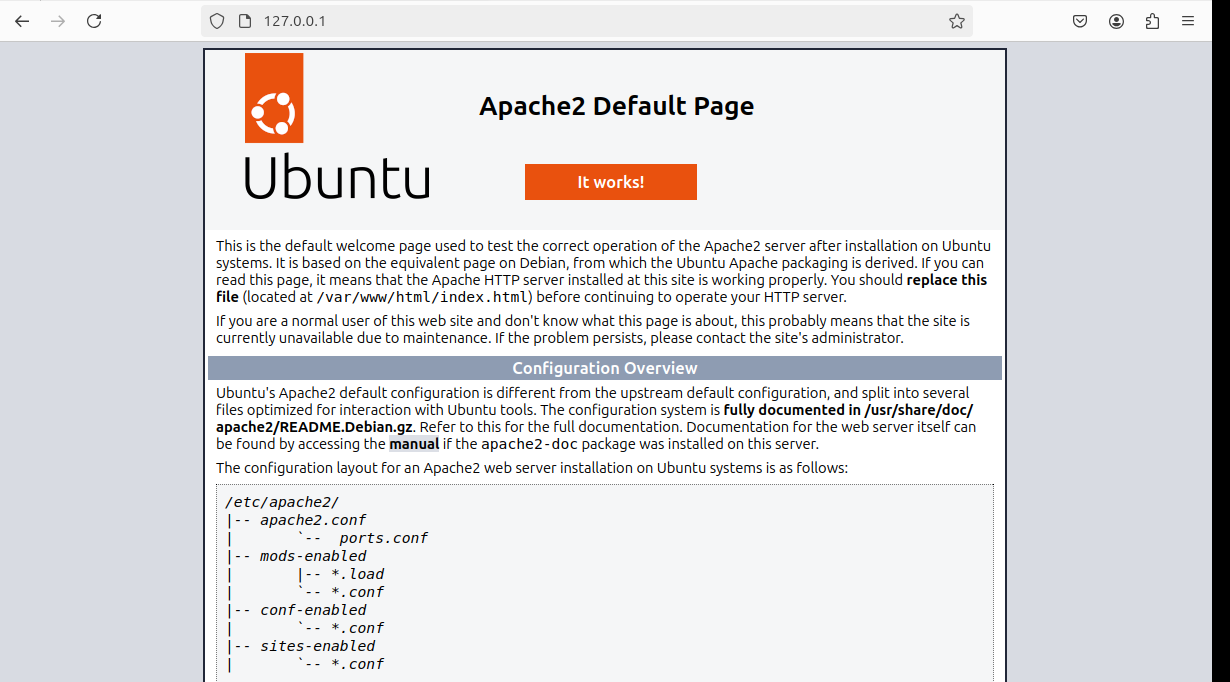 127.0.0.1
Apache2 Default Page
Ubuntu
It works!
This is the default welcome page used to test the correct operation of the Apache2 server after installation on Ubuntu
systems. It is based on the equivalent page on Debian, from which the Ubuntu Apache packaging is derived. If you can
read this page, it means that the Apache HTTP server installed at this site is working properly. You should replace this
file (located at /var/www/html/index.html) before continuing to operate your HTTP server.
If you are a normal user of this web site and don't know what this page is about, this probably means that the site is
currently unavailable due to maintenance. If the problem persists, please contact the site's administrator.
Configuration Overview
Ubuntu's Apache2 default configuration is different from the upstream default configuration, and split into several
files optimized for interaction with Ubuntu tools. The configuration system is fully documented in /usr/share/doc/
apache2/README.Debian.gz. Refer to this for the full documentation. Documentation for the web server itself can
be found by accessing the manual if the apache2-doc package was installed on this server.
The configuration layout for an Apache2 web server installation on Ubuntu systems is as follows:
/etc/apache2/
|-- apache2.conf
|       `--  ports.conf
|-- mods-enabled
|       |-- *.load
|       `-- *.conf
|-- conf-enabled
|       `-- *.conf
|-- sites-enabled
|       `-- *.conf